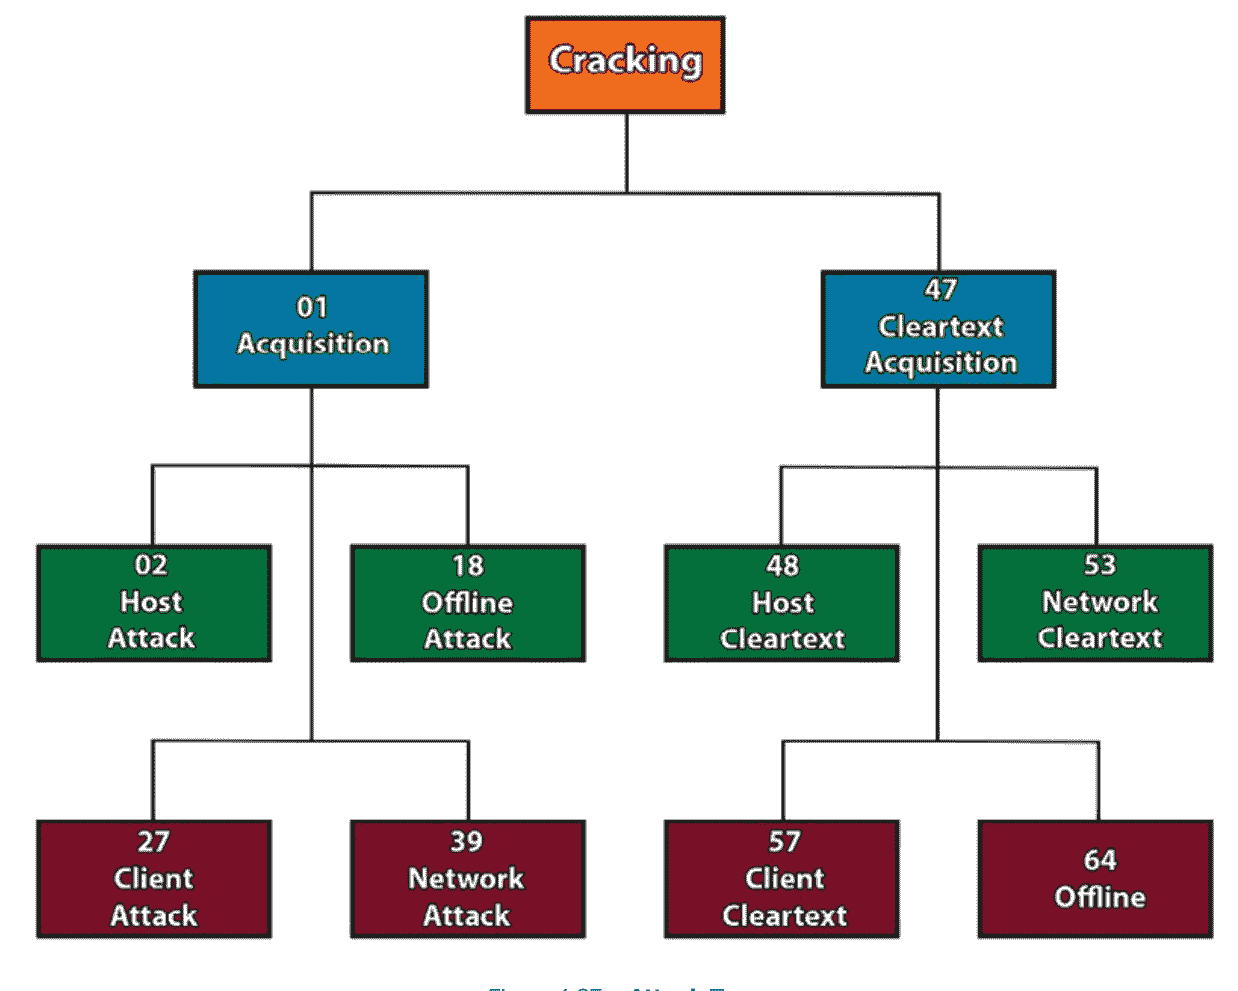 Cracking
01
Acquisition
47
Cleartext
Acquisition
02
Host
Attack
18
Offline
Attack
48
Host
Cleartext
53
Network
Cleartext
27
Client
Attack
39
Network
Attack
57
Client
Cleartext
64
Offline